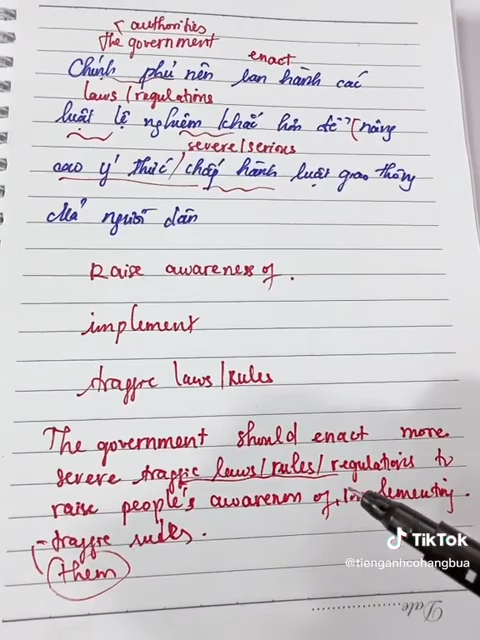 authorities
The government
enact
Chính phủ nên ban hành các
laws / regulations
luật lệ nghiêm khắc hơn để (nâng
severe/serious
cao ý thức/chấp hành luật giao thông
của người dân
Raise awareness of.
implement
traffic laws/Rules
The government should enact more
severe traffic laws/rules/regulations to
raise people's awareness of
traffic rules.
them
TikTok
@tienganhcohangbua
Date